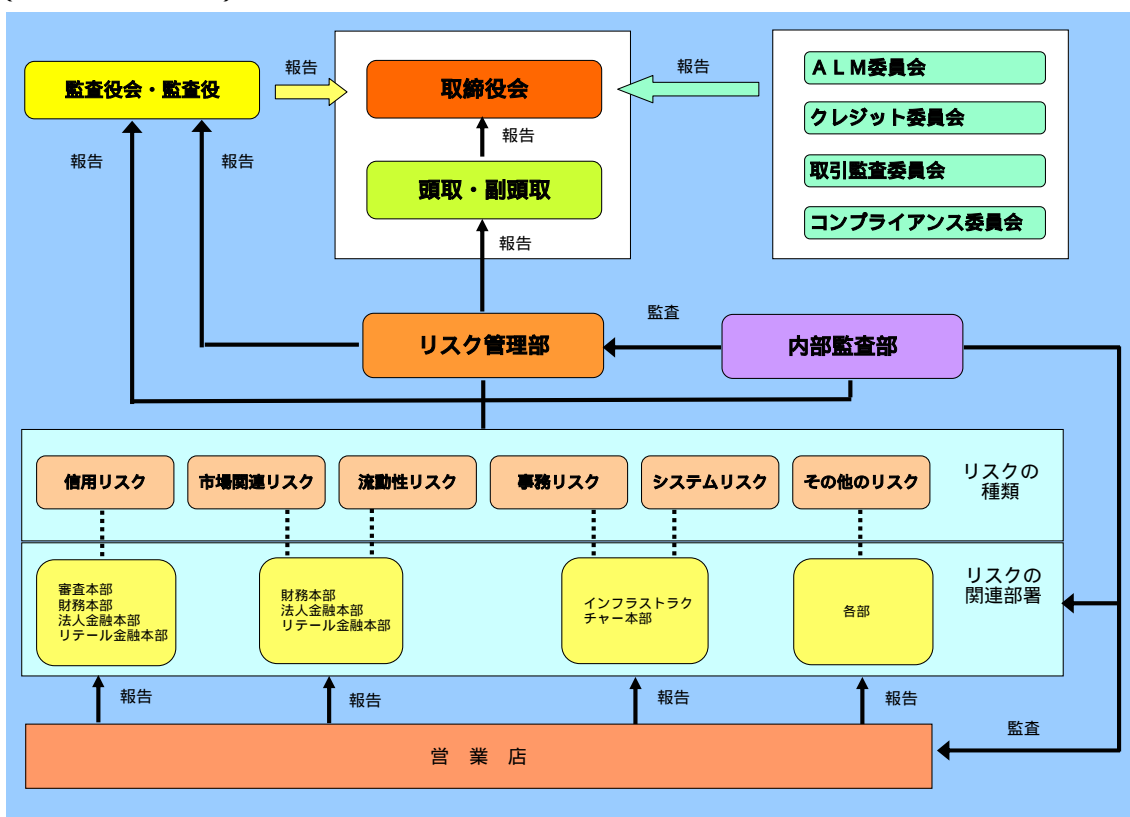 監査役会・監査役
報告
取締役会
報告
ＡＬＭ委員会
クレジット委員会
取引監査委員会
コンプライアンス委員会
報告
報告
報告
頭取・副頭取
報告
リスク管理部
監査
内部監査部
信用リスク
市場関連リスク
流動性リスク
事務リスク
システムリスク
その他のリスク
リスクの
種類
審査本部
財務本部
法人金融本部
リテール金融本部
財務本部
法人金融本部
リテール金融本部
インフラストラク
チャー本部
各部
リスクの
関連部署
報告
報告
報告
報告
監査
営　業　店